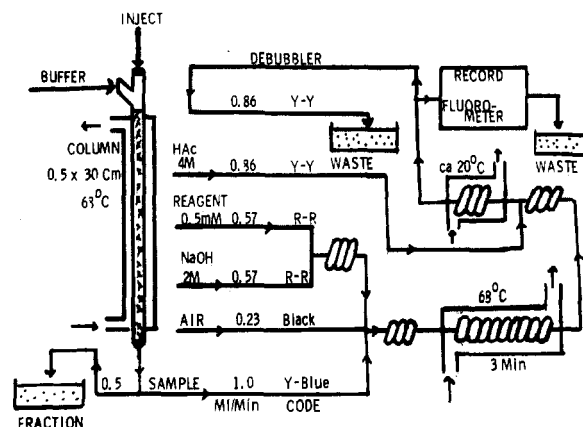 INJECT
BUFFER
DEBUBBLER
RECORD
FLUORO-
METER
0.86 Y-Y
WASTE
WASTE
COLUMN
0.5 x 30 Cm
63°C
HAc
4M 0.86 Y-Y
ca 20°C
REAGENT
0.5mM 0.57 R-R
NaOH
2M 0.57 R-R
AIR 0.23 Black
68°C
3 Min
0.5 SAMPLE 1.0 Y-Blue
Ml/Min CODE
FRACTION